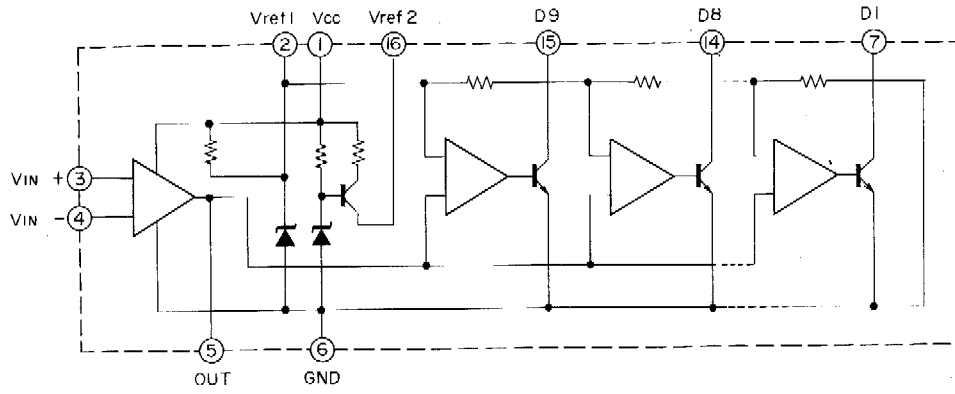 Vref1 Vcc Vref2 D9 D8 D1
2 1 16 15 14 7
VIN + 3
VIN - 4
5 6
OUT GND